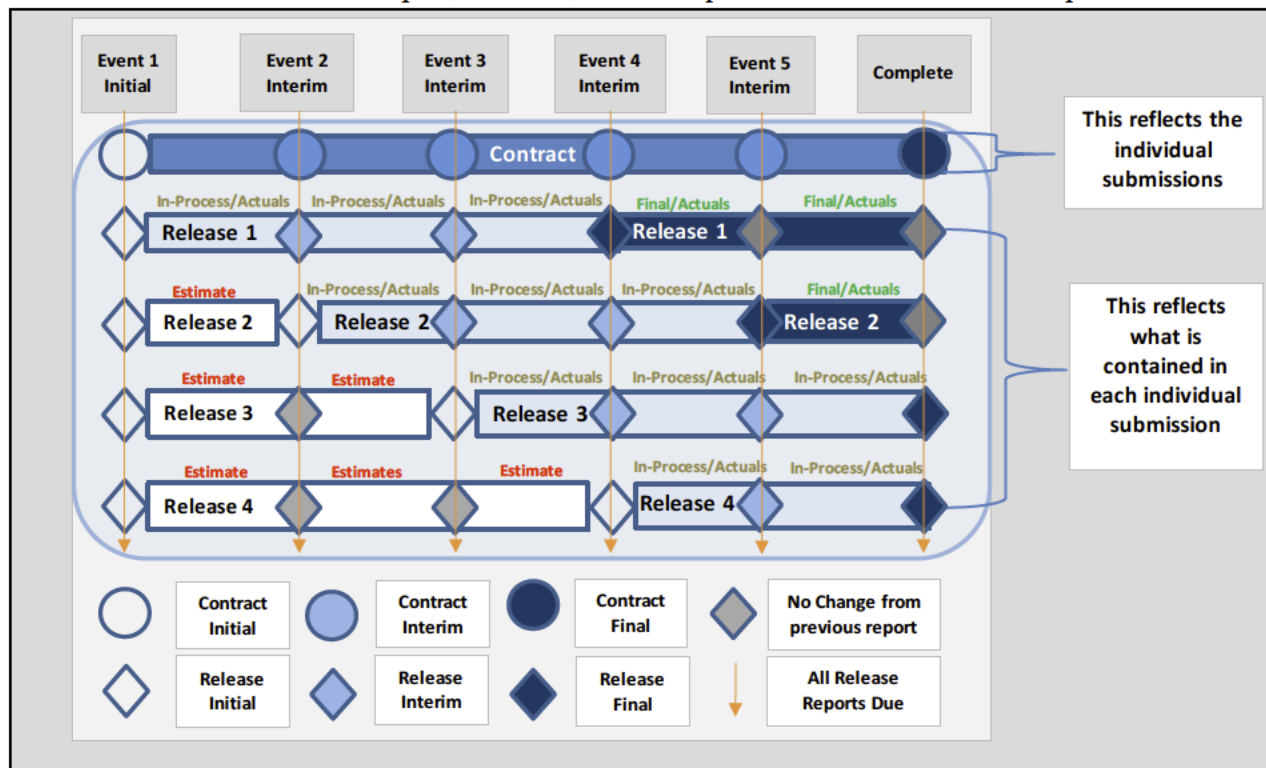 Event 1
Initial
Event 2
Interim
Event 3
Interim
Event 4
Interim
Event 5
Interim
Complete
This reflects the
individual
submissions
Contract
In-Process/Actuals
In-Process/Actuals
In-Process/Actuals
Final/Actuals
Final/Actuals
Release 1
Release 1
Estimate
In-Process/Actuals
In-Process/Actuals
In-Process/Actuals
Final/Actuals
Release 2
Release 2
Release 2
This reflects
what is
contained in
each individual
submission
Estimate
Estimate
In-Process/Actuals
In-Process/Actuals
In-Process/Actuals
Release 3
Release 3
Estimate
Estimates
Estimate
In-Process/Actuals
In-Process/Actuals
Release 4
Release 4
Contract
Initial
Contract
Interim
Contract
Final
No Change from
previous report
Release
Initial
Release
Interim
Release
Final
All Release
Reports Due